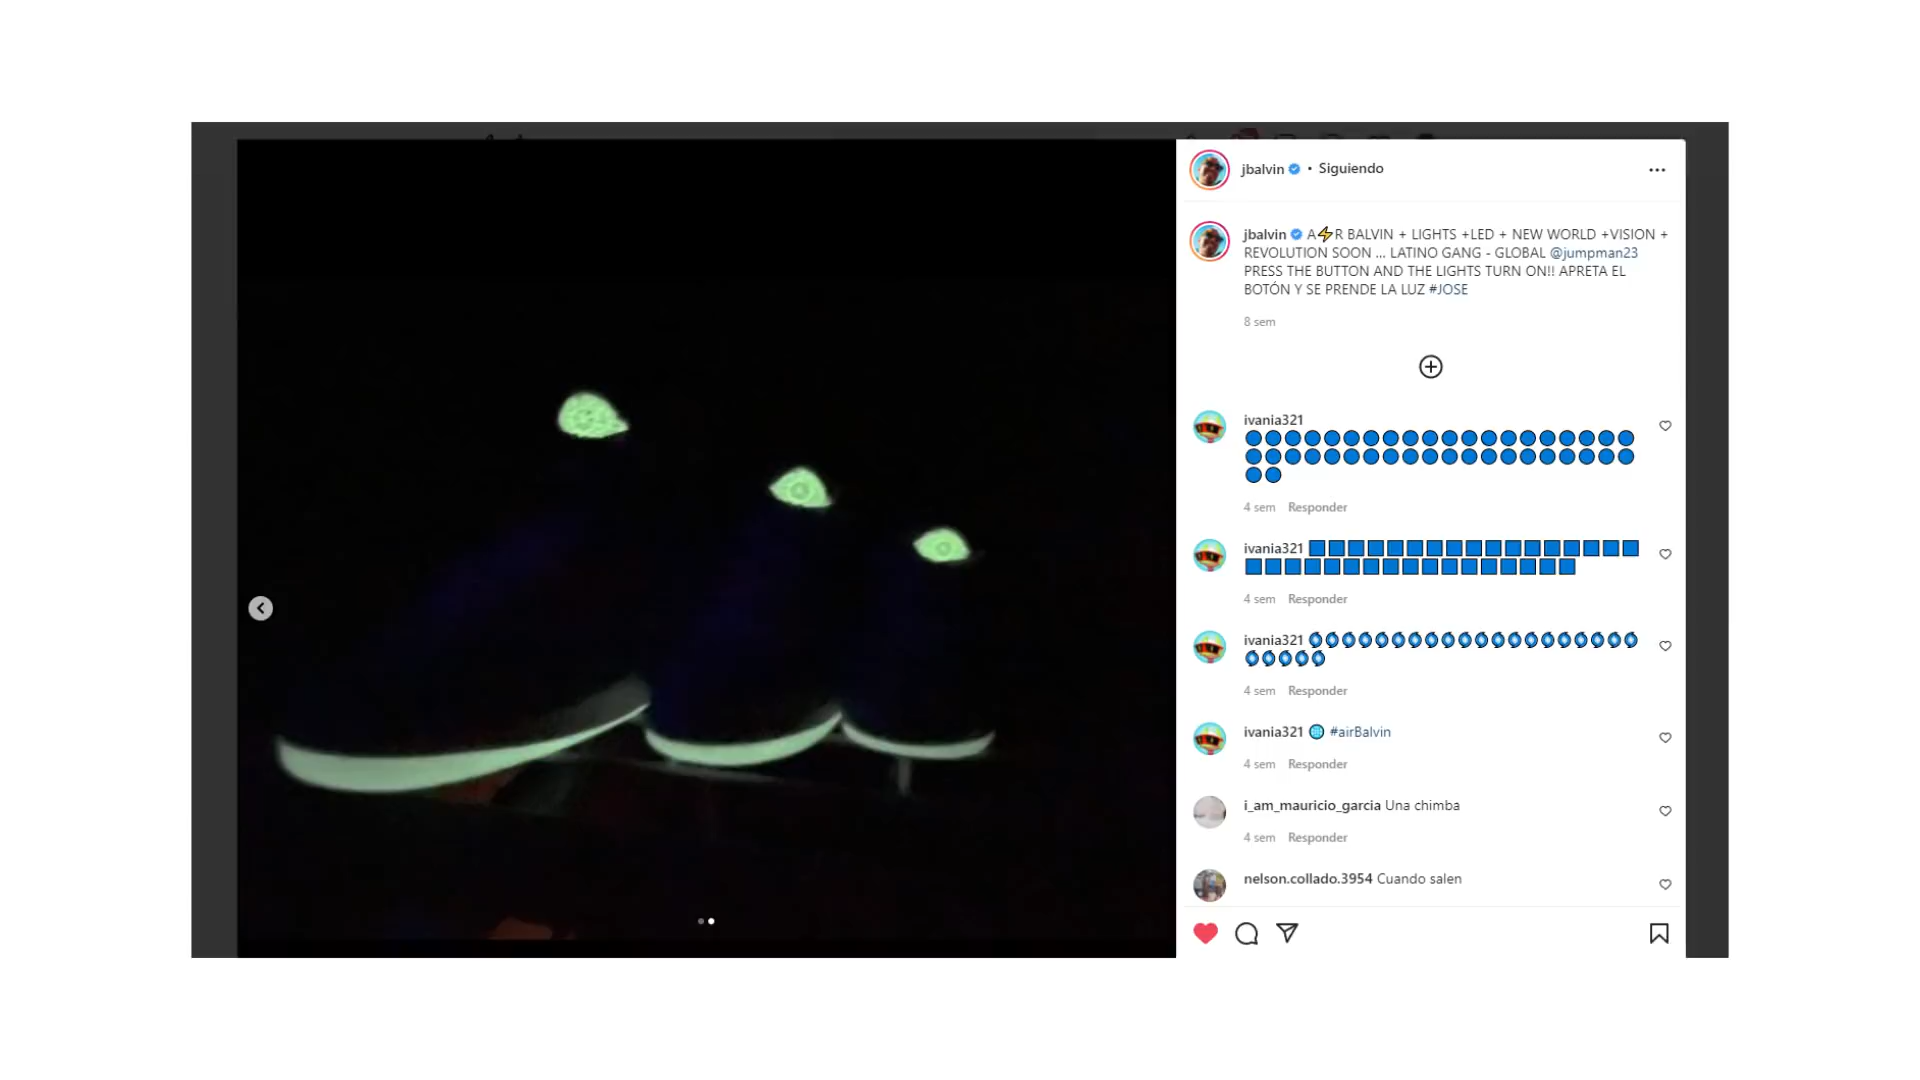 jbalvin • Siguiendo
jbalvin A⚡R BALVIN + LIGHTS +LED + NEW WORLD +VISION +
REVOLUTION SOON ... LATINO GANG - GLOBAL @jumpman23
PRESS THE BUTTON AND THE LIGHTS TURN ON!! APRETA EL
BOTÓN Y SE PRENDE LA LUZ #JOSE
8 sem
ivania321
4 sem Responder
ivania321
4 sem Responder
ivania321
4 sem Responder
ivania321 🌐 #airBalvin
4 sem Responder
i_am_mauricio_garcia Una chimba
4 sem Responder
nelson.collado.3954 Cuando salen